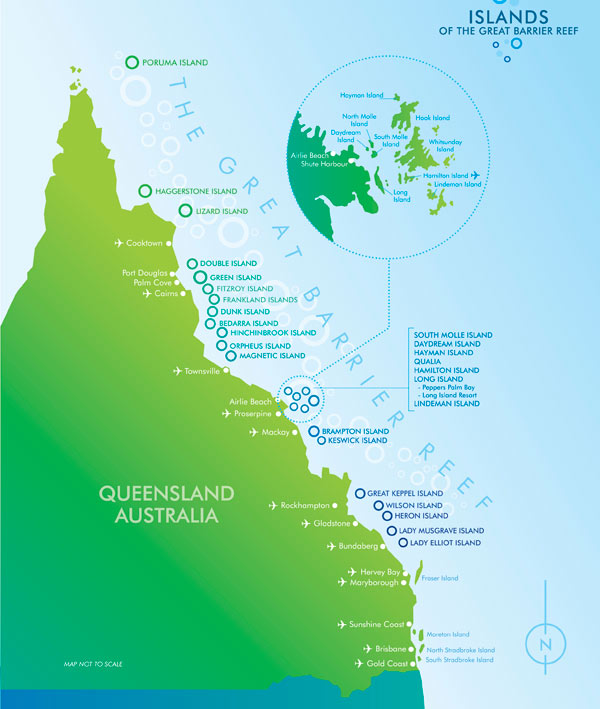 ISLANDS
OF THE GREAT BARRIER REEF
PORUMA ISLAND
THE GREAT BARRIER REEF
Hayman Island
Hook Island
North Molle
Island
Daydream
Island
South Molle
Island
Whitsunday
Island
Airlie Beach
Shute Harbour
Hamilton Island
Lindeman Island
Long
Island
HAGGERSTONE ISLAND
LIZARD ISLAND
Cooktown
DOUBLE ISLAND
Port Douglas
GREEN ISLAND
Palm Cove
FITZROY ISLAND
Cairns
FRANKLAND ISLANDS
DUNK ISLAND
BEDARRA ISLAND
HINCHINBROOK ISLAND
ORPHEUS ISLAND
MAGNETIC ISLAND
Townsville
SOUTH MOLLE ISLAND
DAYDREAM ISLAND
HAYMAN ISLAND
QUALIA
HAMILTON ISLAND
LONG ISLAND
- Peppers Palm Bay
- Long Island Resort
LINDEMAN ISLAND
Airlie Beach
Proserpine
Mackay
BRAMPTON ISLAND
KESWICK ISLAND
QUEENSLAND
AUSTRALIA
GREAT KEPPEL ISLAND
Rockhampton
WILSON ISLAND
HERON ISLAND
Gladstone
LADY MUSGRAVE ISLAND
Bundaberg
LADY ELLIOT ISLAND
Hervey Bay
Maryborough
Fraser Island
Sunshine Coast
Moreton Island
Brisbane
North Stradbroke Island
Gold Coast
South Stradbroke Island
N
MAP NOT TO SCALE